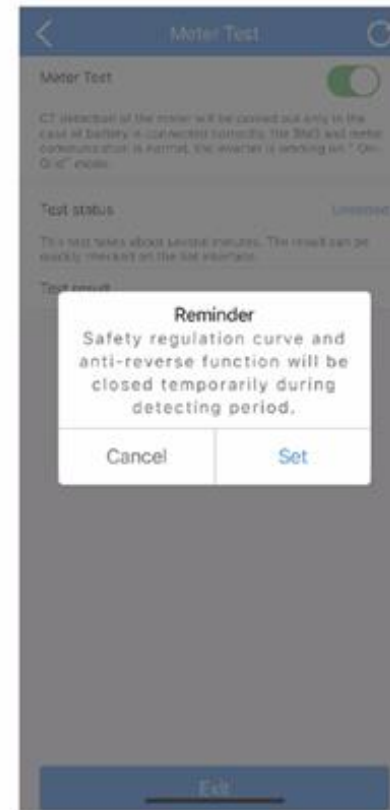 Meter Test
Meter Test
CT detection of the meter will be carried out only in the
case of battery is connected correctly, the BMS and meter
communication is normal, the inverter is working on " On-
Grid" mode.
Test status
Untested
This test takes about several minutes. The result can be
quickly checked on the list interface.
Test result
Reminder
Safety regulation curve and
anti-reverse function will be
closed temporarily during
detecting period.
Cancel
Set
Exit